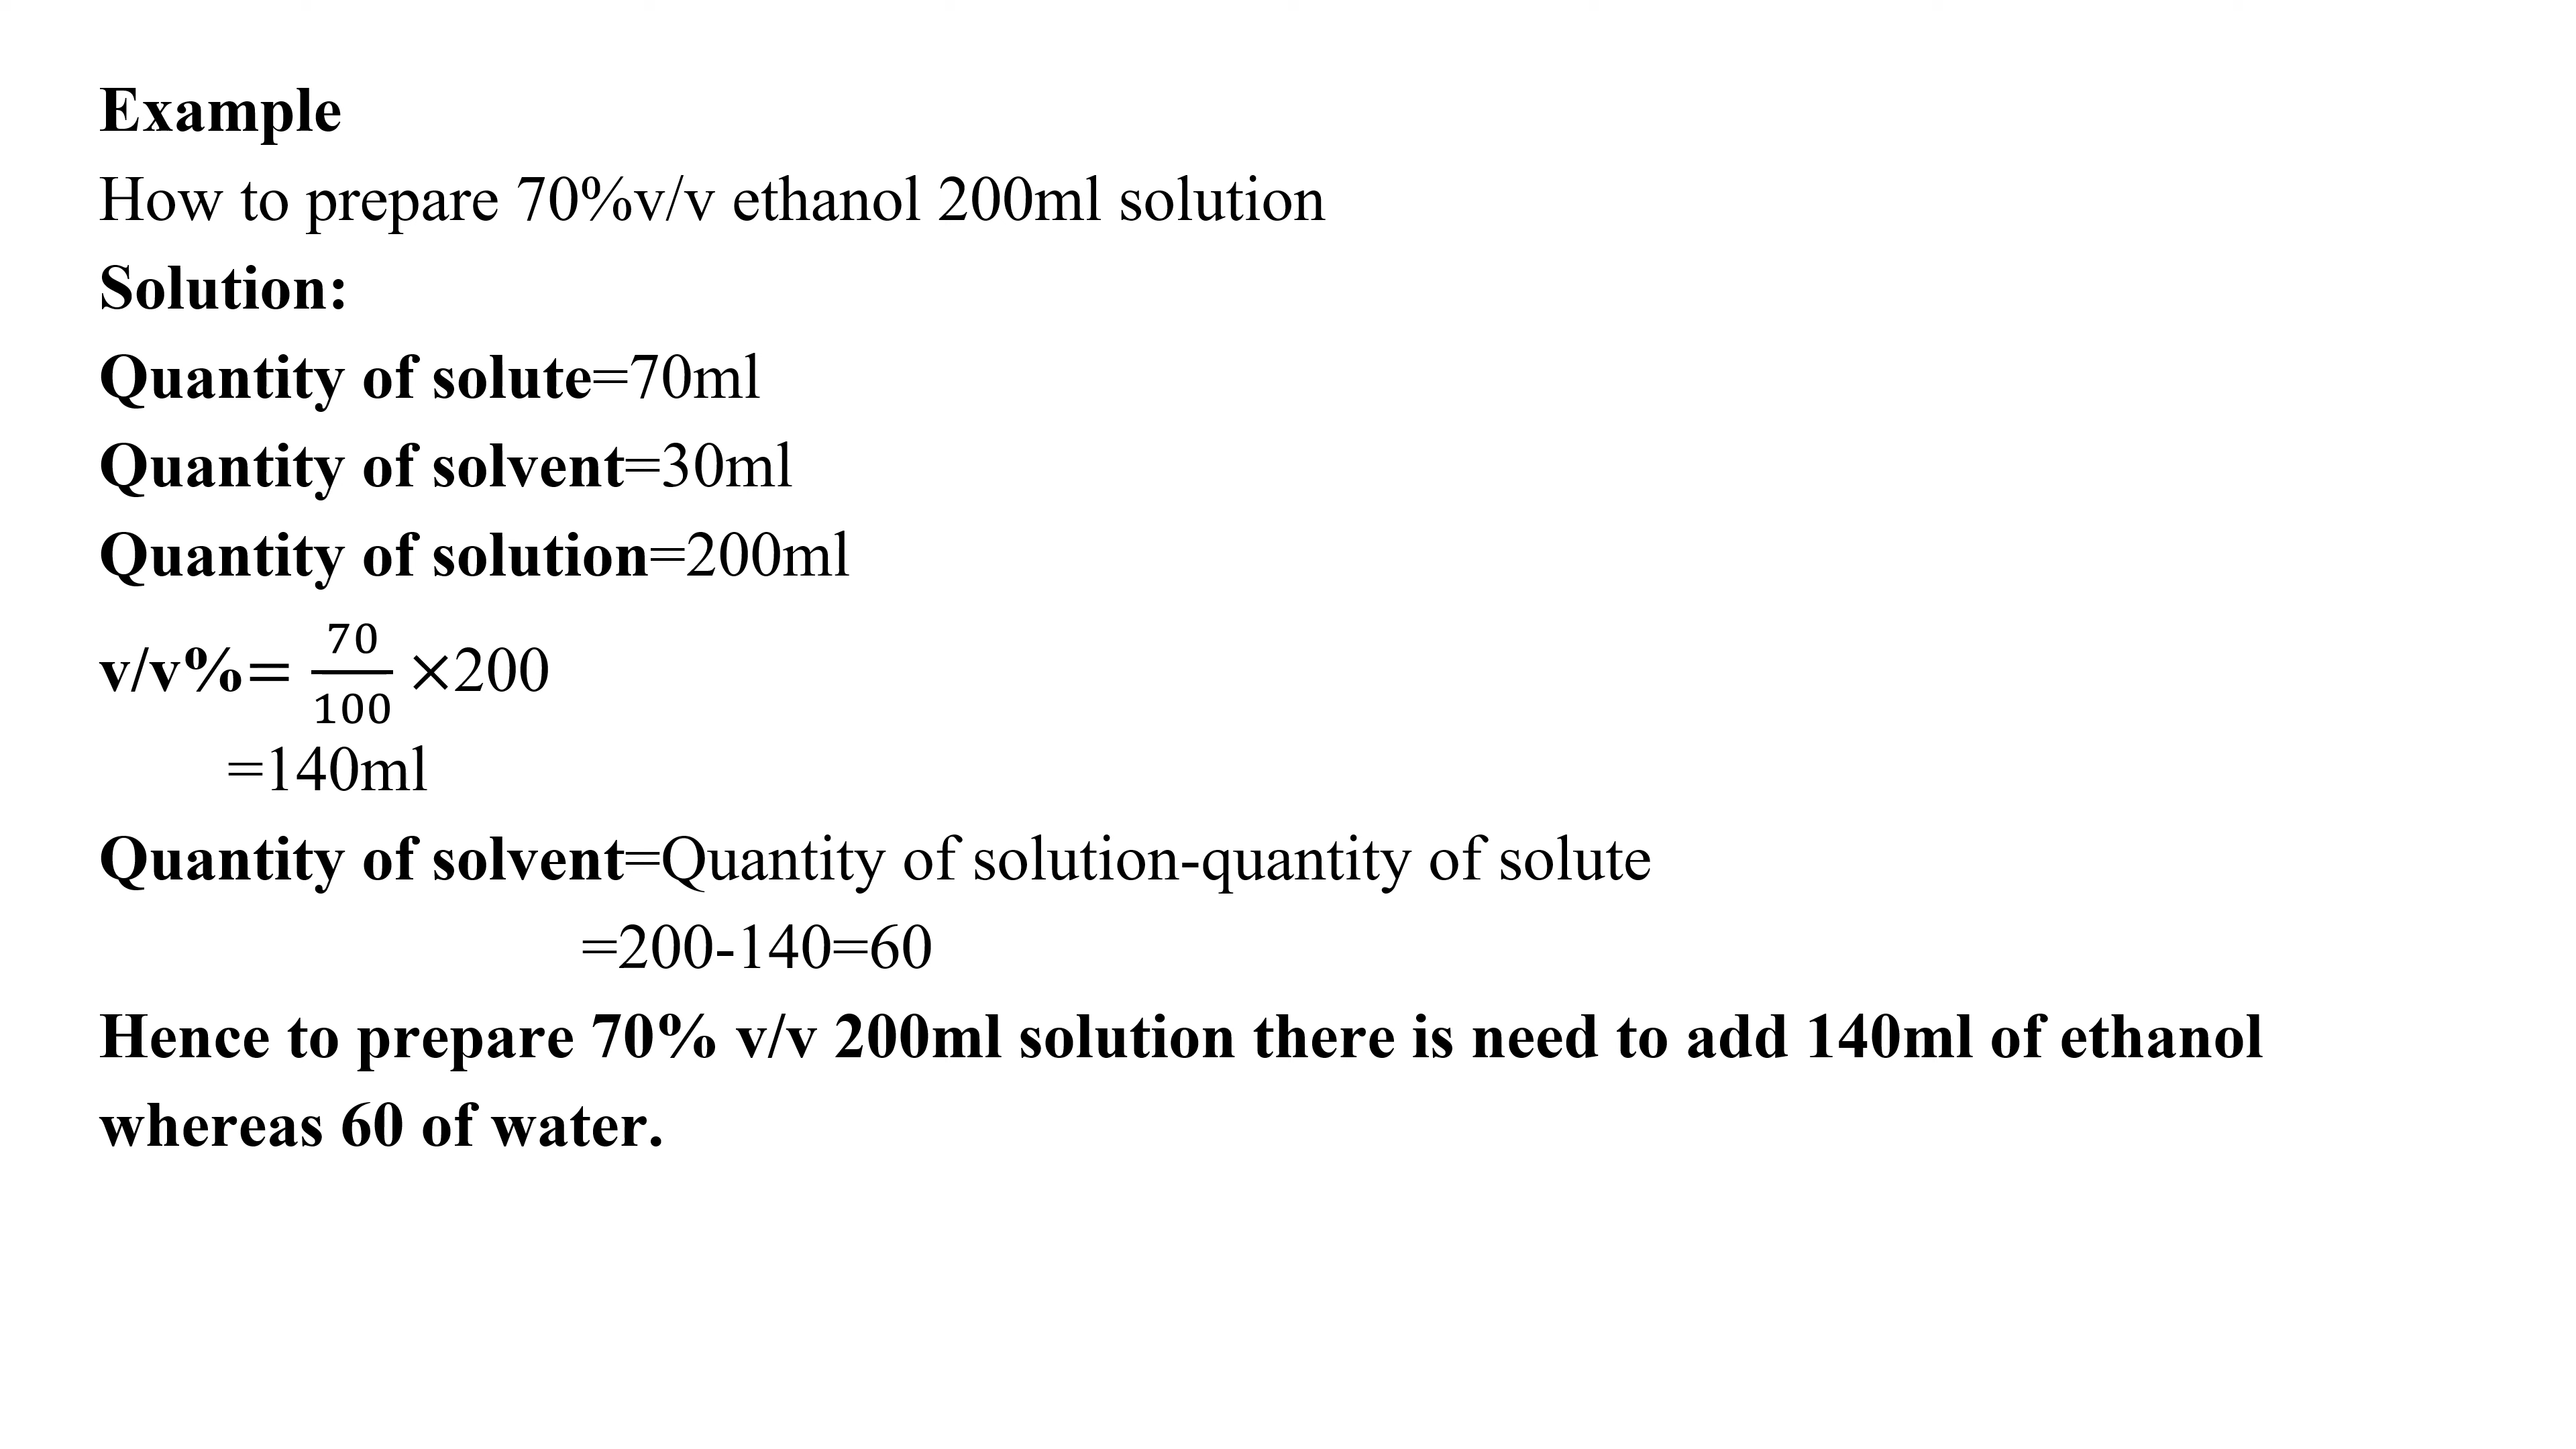 Example
How to prepare 70%v/v ethanol 200ml solution
Solution:
Quantity of solute=70ml
Quantity of solvent=30ml
Quantity of solution=200ml
v/v%= 70/100 ×200
=140ml
Quantity of solvent=Quantity of solution-quantity of solute
=200-140=60
Hence to prepare 70% v/v 200ml solution there is need to add 140ml of ethanol
whereas 60 of water.